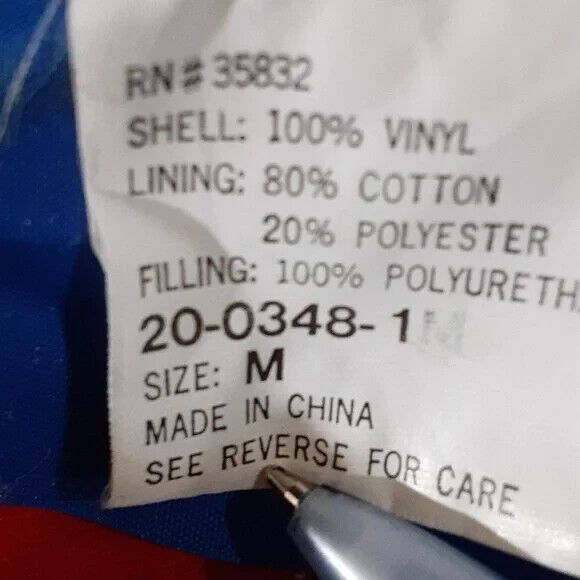 RN # 35832
SHELL: 100% VINYL
LINING: 80% COTTON
20% POLYESTER
FILLING: 100% POLYURETH
20-0348-1
SIZE: M
MADE IN CHINA
SEE REVERSE FOR CARE